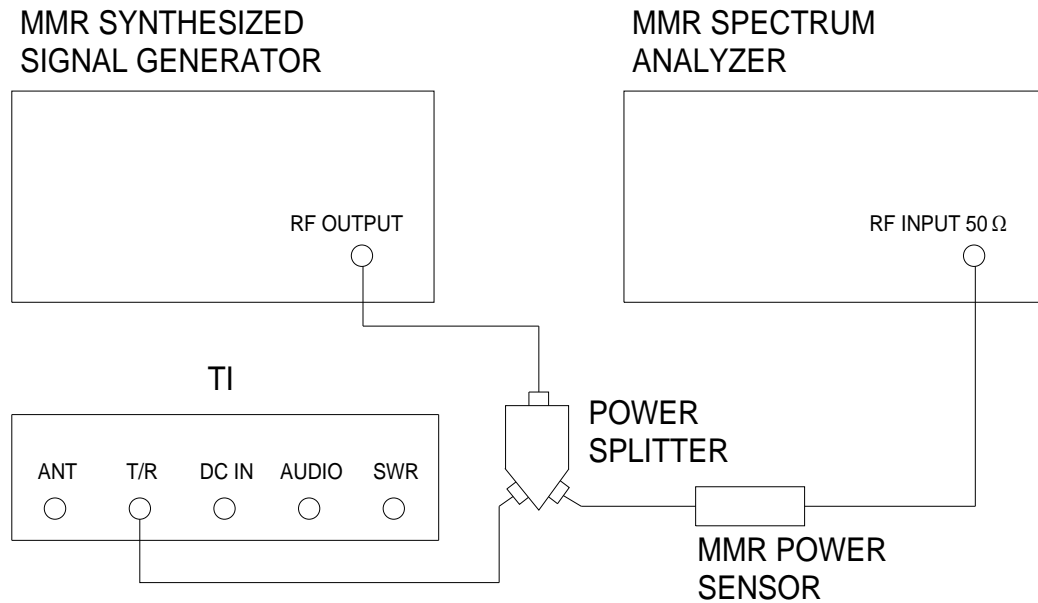 MMR SYNTHESIZED
SIGNAL GENERATOR
MMR SPECTRUM
ANALYZER
RF OUTPUT
RF INPUT 50 Ω
TI
ANT
T/R
DC IN
AUDIO
SWR
POWER
SPLITTER
MMR POWER
SENSOR